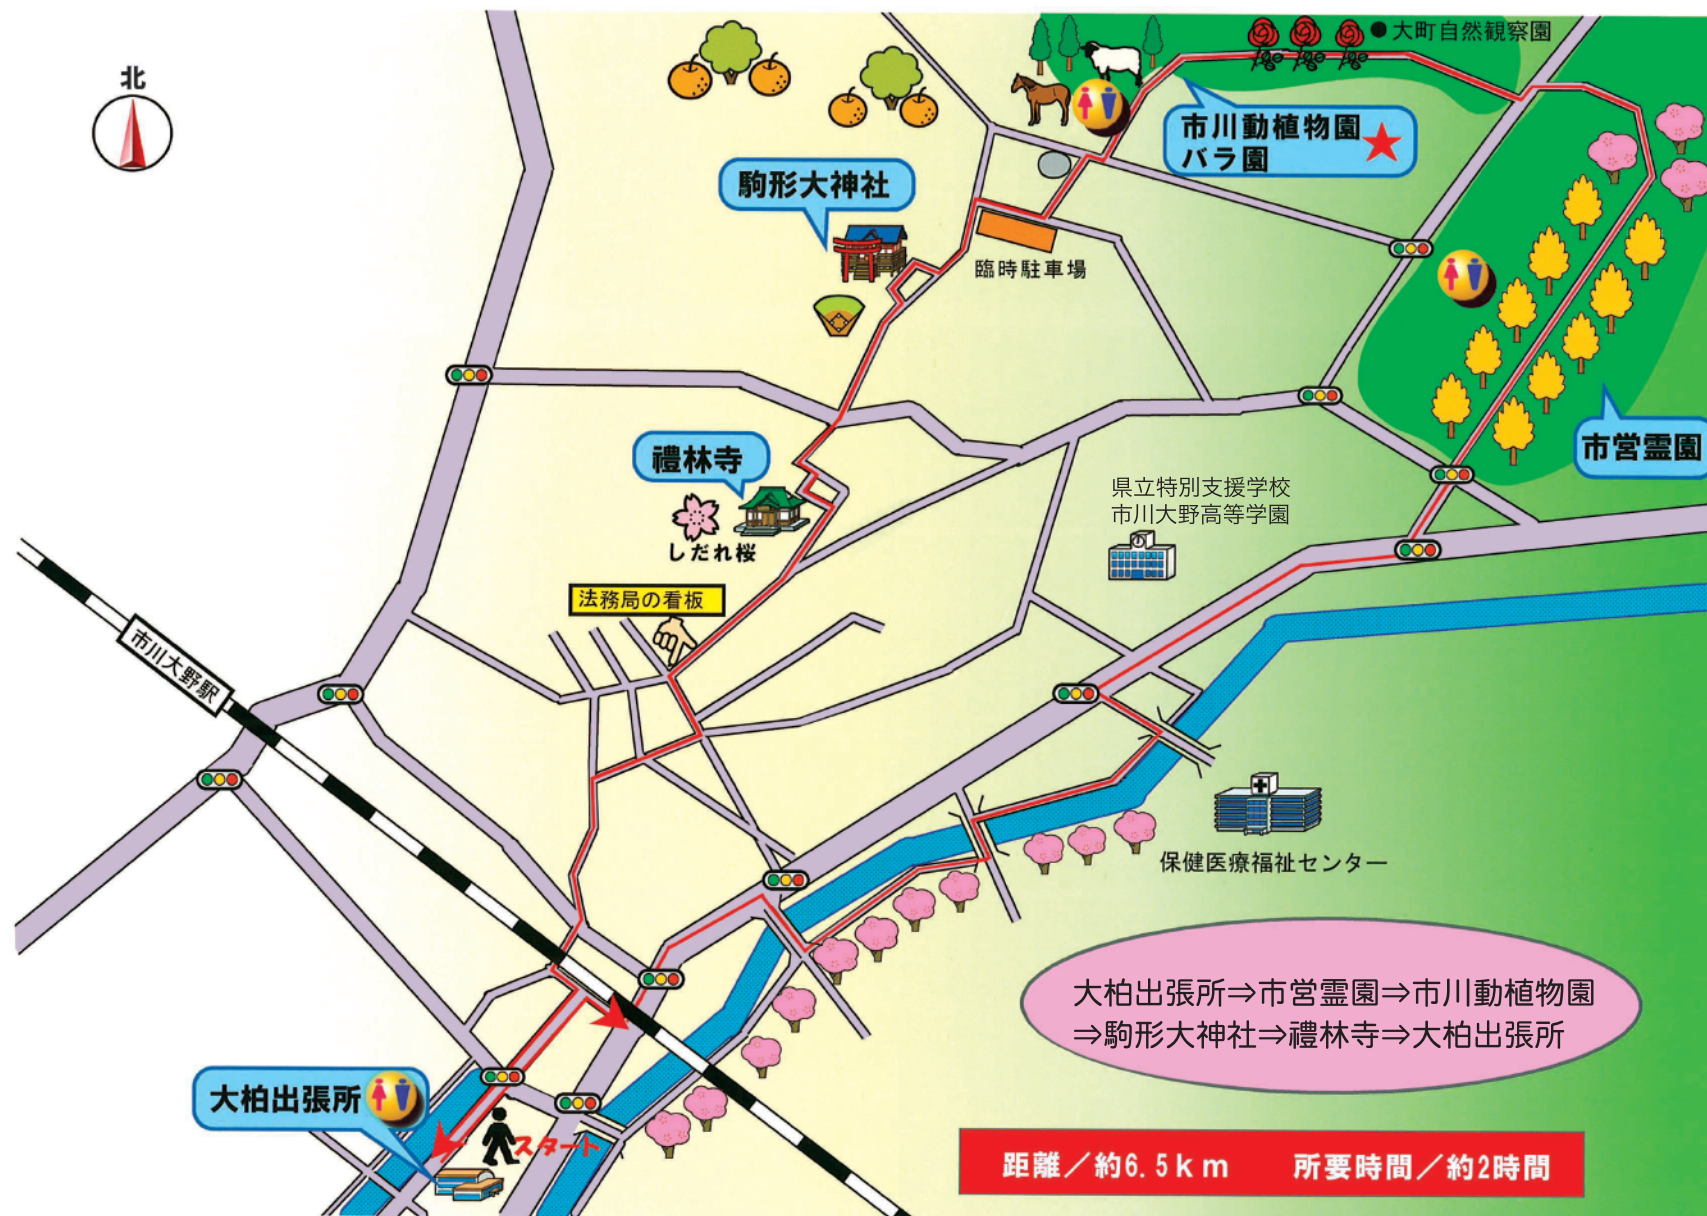 北
大町自然観察園
市川動植物園
バラ園
駒形大神社
臨時駐車場
市営霊園
禮林寺
しだれ桜
県立特別支援学校
市川大野高等学園
法務局の看板
市川大野駅
保健医療福祉センター
大柏出張所⇒市営霊園⇒市川動植物園
⇒駒形大神社⇒禮林寺⇒大柏出張所
大柏出張所
スタート
距離／約6.5km 所要時間／約2時間